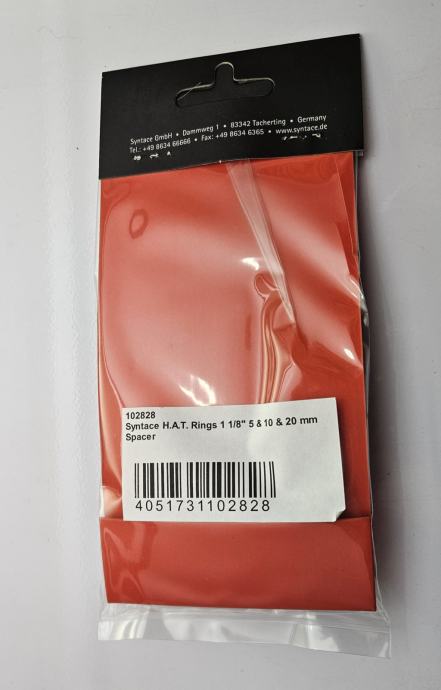 Syntace GmbH • Dammweg 1 • 83342 Tacherting • Germany
Tel.: +49 8634 66666 • Fax: +49 8634 6365 • www.syntace.de
102828
Syntace H.A.T. Rings 1 1/8" 5 & 10 & 20 mm
Spacer
4051731102828